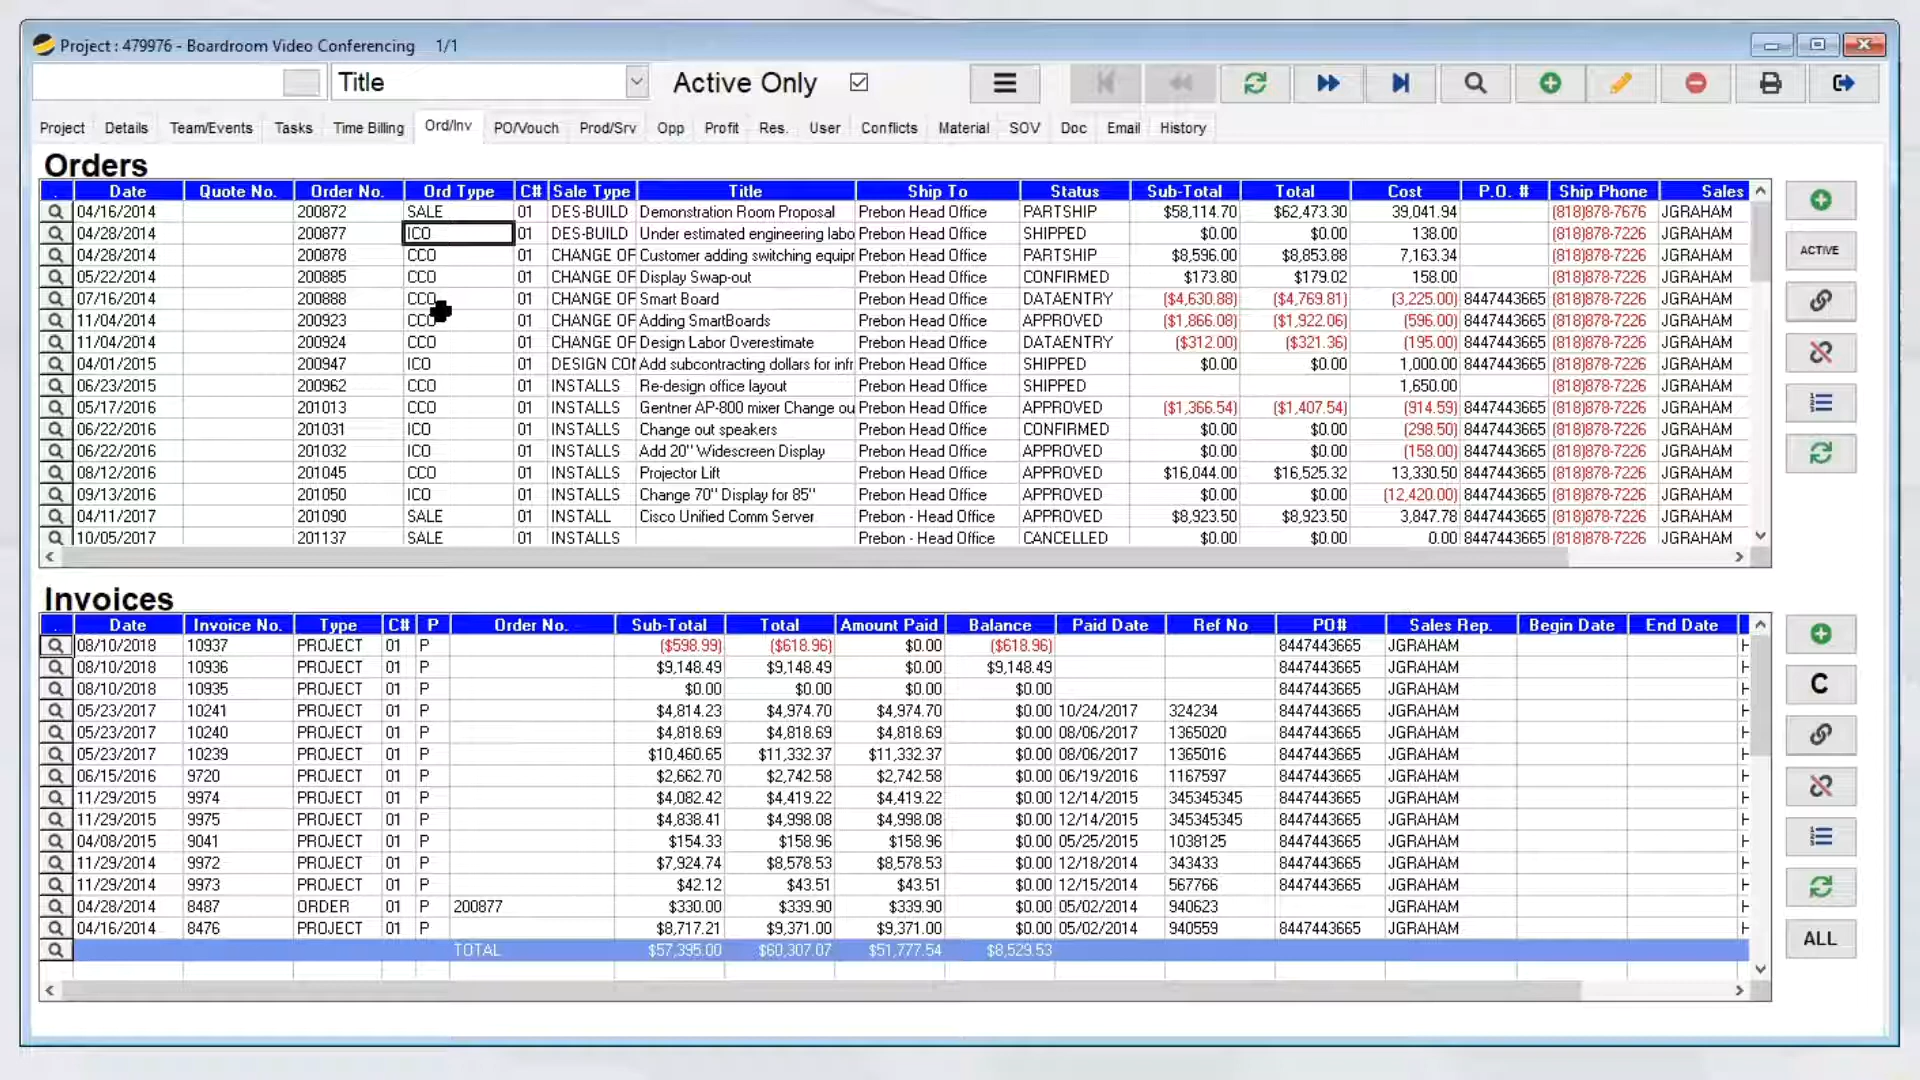 Project : 479976 - Boardroom Video Conferencing 1/1
Title Active Only
Project Details Team/Events Tasks Time Billing Ord/Inv PO/Vouch Prod/Srv Opp Profit Res. User Conflicts Material SOV Doc Email History
Orders
Date Quote No. Order No. Ord Type C# Sale Type Title Ship To Status Sub-Total Total Cost P.O. # Ship Phone Sales
04/16/2014 200872 SALE 01 DES-BUILD Demonstration Room Proposal Prebon Head Office PARTSHIP $58,114.70 $62,473.30 39,041.94 (818)878-7676 JGRAHAM
04/28/2014 200877 ICO 01 DES-BUILD Under estimated engineering labo Prebon Head Office SHIPPED $0.00 $0.00 138.00 (818)878-7226 JGRAHAM
04/28/2014 200878 CCO 01 CHANGE OF Customer adding switching equipr Prebon Head Office PARTSHIP $8,596.00 $8,853.88 7,163.34 (818)878-7226 JGRAHAM
05/22/2014 200885 CCO 01 CHANGE OF Display Swap-out Prebon Head Office CONFIRMED $173.80 $179.02 158.00 (818)878-7226 JGRAHAM
07/16/2014 200888 CCO 01 CHANGE OF Smart Board Prebon Head Office DATAENTRY ($4,630.88) ($4,769.81) (3,225.00) 8447443665 (818)878-7226 JGRAHAM
11/04/2014 200923 CCO 01 CHANGE OF Adding SmartBoards Prebon Head Office APPROVED ($1,866.08) ($1,922.06) (596.00) 8447443665 (818)878-7226 JGRAHAM
11/04/2014 200924 CCO 01 CHANGE OF Design Labor Overestimate Prebon Head Office DATAENTRY ($312.00) ($321.36) (195.00) 8447443665 (818)878-7226 JGRAHAM
04/01/2015 200947 ICO 01 DESIGN CON Add subcontracting dollars for infr Prebon Head Office SHIPPED $0.00 $0.00 1,000.00 8447443665 (818)878-7226 JGRAHAM
06/23/2015 200962 CCO 01 INSTALLS Re-design office layout Prebon Head Office SHIPPED 1,650.00 (818)878-7226 JGRAHAM
05/17/2016 201013 CCO 01 INSTALLS Gentner AP-800 mixer Change ou Prebon Head Office APPROVED ($1,366.54) ($1,407.54) (914.59) 8447443665 (818)878-7226 JGRAHAM
06/22/2016 201031 ICO 01 INSTALLS Change out speakers Prebon Head Office CONFIRMED $0.00 $0.00 (298.50) 8447443665 (818)878-7226 JGRAHAM
06/22/2016 201032 ICO 01 INSTALLS Add 20" Widescreen Display Prebon Head Office APPROVED $0.00 $0.00 (158.00) 8447443665 (818)878-7226 JGRAHAM
08/12/2016 201045 CCO 01 INSTALLS Projector Lift Prebon Head Office APPROVED $16,044.00 $16,525.32 13,330.50 8447443665 (818)878-7226 JGRAHAM
09/13/2016 201050 ICO 01 INSTALLS Change 70" Display for 85" Prebon Head Office APPROVED $0.00 $0.00 (12,420.00) 8447443665 (818)878-7226 JGRAHAM
04/11/2017 201090 SALE 01 INSTALL Cisco Unified Comm Server Prebon - Head Office APPROVED $8,923.50 $8,923.50 3,847.78 8447443665 (818)878-7226 JGRAHAM
10/05/2017 201137 SALE 01 INSTALLS Prebon - Head Office CANCELLED $0.00 $0.00 0.00 8447443665 (818)878-7226 JGRAHAM
ACTIVE
Invoices
Date Invoice No. Type C# P Order No. Sub-Total Total Amount Paid Balance Paid Date Ref No PO# Sales Rep. Begin Date End Date
08/10/2018 10937 PROJECT 01 P ($598.99) ($618.96) $0.00 ($618.96) 8447443665 JGRAHAM
08/10/2018 10936 PROJECT 01 P $9,148.49 $9,148.49 $0.00 $9,148.49 8447443665 JGRAHAM
08/10/2018 10935 PROJECT 01 P $0.00 $0.00 $0.00 $0.00 8447443665 JGRAHAM
05/23/2017 10241 PROJECT 01 P $4,814.23 $4,974.70 $4,974.70 $0.00 10/24/2017 324234 8447443665 JGRAHAM
05/23/2017 10240 PROJECT 01 P $4,818.69 $4,818.69 $4,818.69 $0.00 08/06/2017 1365020 8447443665 JGRAHAM
05/23/2017 10239 PROJECT 01 P $10,460.65 $11,332.37 $11,332.37 $0.00 08/06/2017 1365016 8447443665 JGRAHAM
06/15/2016 9720 PROJECT 01 P $2,662.70 $2,742.58 $2,742.58 $0.00 06/19/2016 1167597 8447443665 JGRAHAM
11/29/2015 9974 PROJECT 01 P $4,082.42 $4,419.22 $4,419.22 $0.00 12/14/2015 345345345 8447443665 JGRAHAM
11/29/2015 9975 PROJECT 01 P $4,838.41 $4,998.08 $4,998.08 $0.00 12/14/2015 345345345 8447443665 JGRAHAM
04/08/2015 9041 PROJECT 01 P $154.33 $158.96 $158.96 $0.00 05/25/2015 1038125 8447443665 JGRAHAM
11/29/2014 9972 PROJECT 01 P $7,924.74 $8,578.53 $8,578.53 $0.00 12/18/2014 343433 8447443665 JGRAHAM
11/29/2014 9973 PROJECT 01 P $42.12 $43.51 $43.51 $0.00 12/15/2014 567766 8447443665 JGRAHAM
04/28/2014 8487 ORDER 01 P 200877 $330.00 $339.90 $339.90 $0.00 05/02/2014 940623 JGRAHAM
04/16/2014 8476 PROJECT 01 P $8,717.21 $9,371.00 $9,371.00 $0.00 05/02/2014 940559 8447443665 JGRAHAM
TOTAL $57,395.00 $60,307.07 $51,777.54 $8,529.53
C
ALL